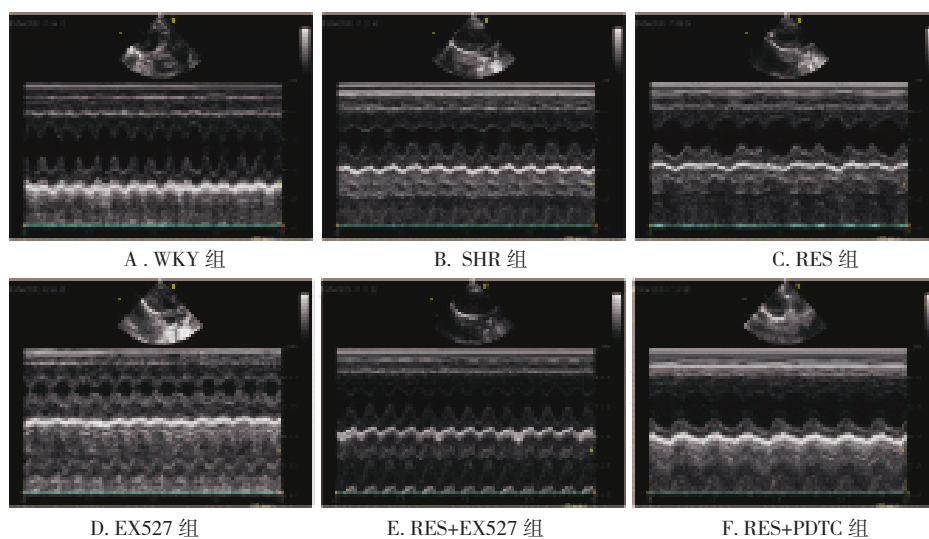 A . WKY 组
B. SHR 组
C. RES 组
D. EX527 组
E. RES+EX527 组
F. RES+PDTC 组